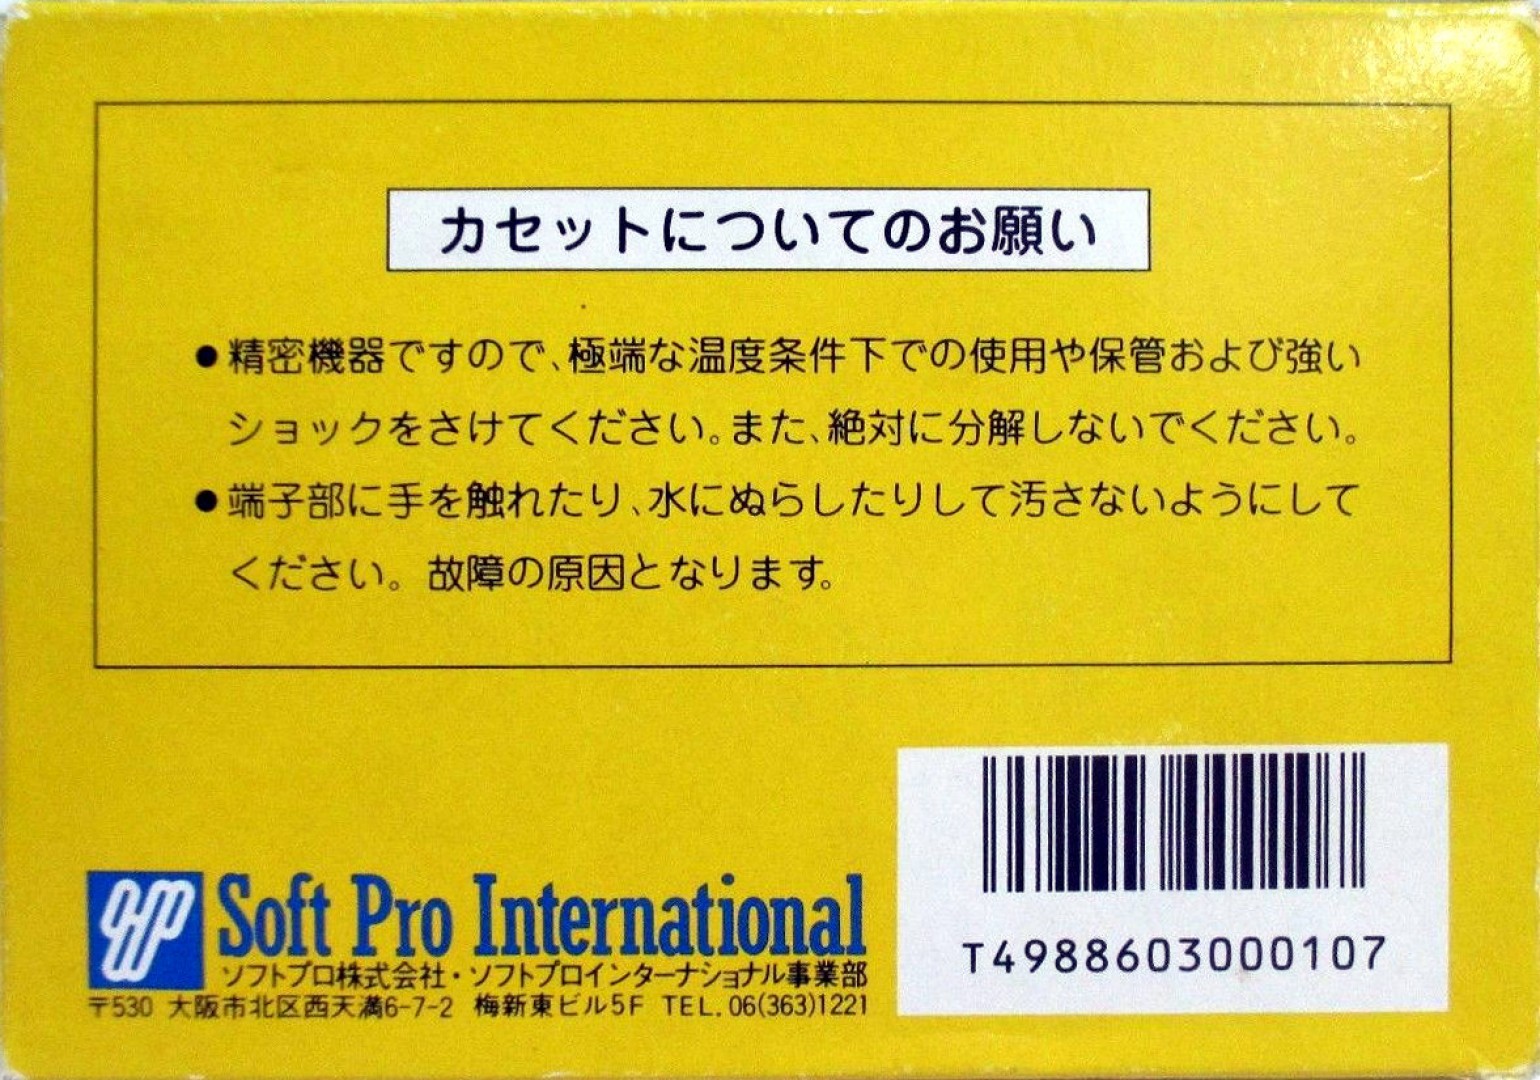 カセットについてのお願い
●精密機器ですので、極端な温度条件下での使用や保管および強い
ショックをさけてください。また、絶対に分解しないでください。
●端子部に手を触れたり、水にぬらしたりして汚さないようにして
ください。故障の原因となります。
Soft Pro International
ソフトプロ株式会社・ソフトプロインターナショナル事業部
〒530 大阪市北区西天満6-7-2 梅新東ビル5F TEL.06(363)1221
T4988603000107